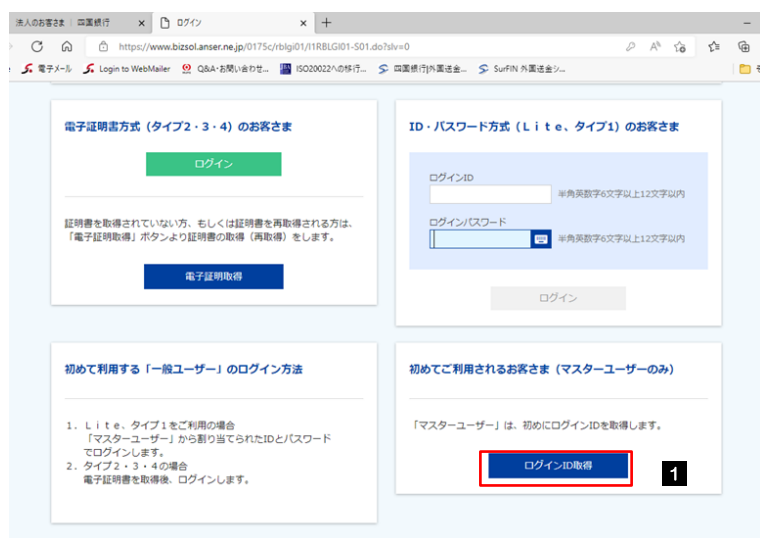 法人のお客さま | 四国銀行
ログイン
https://www.bizsol.anser.ne.jp/0175c/rblgi01/I1RBLGI01-S01.do?slv=0
電子メール
Login to WebMailer
Q&A・お問い合わせ...
ISO20022への移行...
四国銀行|外国送金...
SurFIN 外国送金シ...
電子証明書方式(タイプ2・3・4)のお客さま
ログイン
証明書を取得されていない方、もしくは証明書を再取得される方は、
「電子証明取得」ボタンより証明書の取得(再取得)をします。
電子証明取得
ID・パスワード方式(Lite、タイプ1)のお客さま
ログインID
半角英数字6文字以上12文字以内
ログインパスワード
半角英数字6文字以上12文字以内
ログイン
初めて利用する「一般ユーザー」のログイン方法
1. Lite、タイプ1をご利用の場合
「マスターユーザー」から割り当てられたIDとパスワード
でログインします。
2. タイプ2・3・4の場合
電子証明書を取得後、ログインします。
初めてご利用されるお客さま(マスターユーザーのみ)
「マスターユーザー」は、初めにログインIDを取得します。
ログインID取得
1